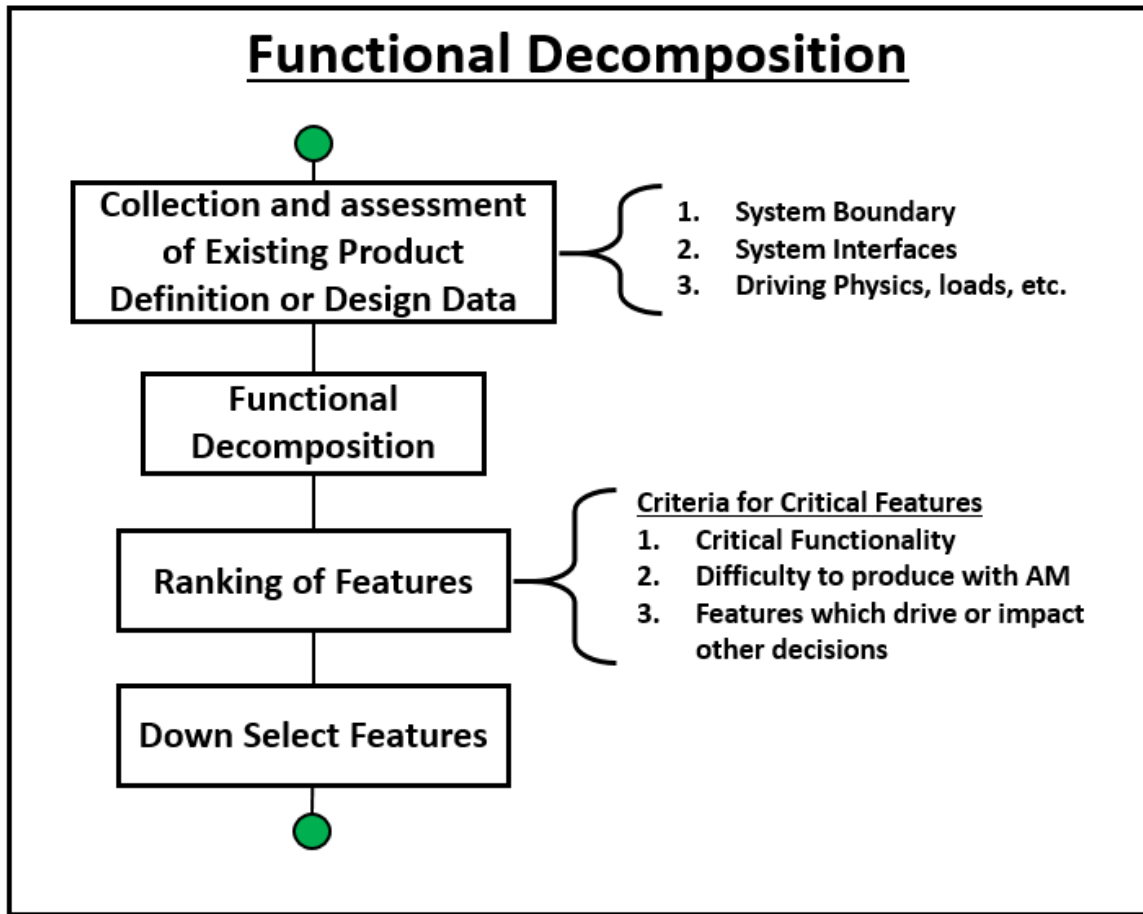 Functional Decomposition
Collection and assessment
of Existing Product
Definition or Design Data
1. System Boundary
2. System Interfaces
3. Driving Physics, loads, etc.
Functional
Decomposition
Ranking of Features
Criteria for Critical Features
1. Critical Functionality
2. Difficulty to produce with AM
3. Features which drive or impact
other decisions
Down Select Features